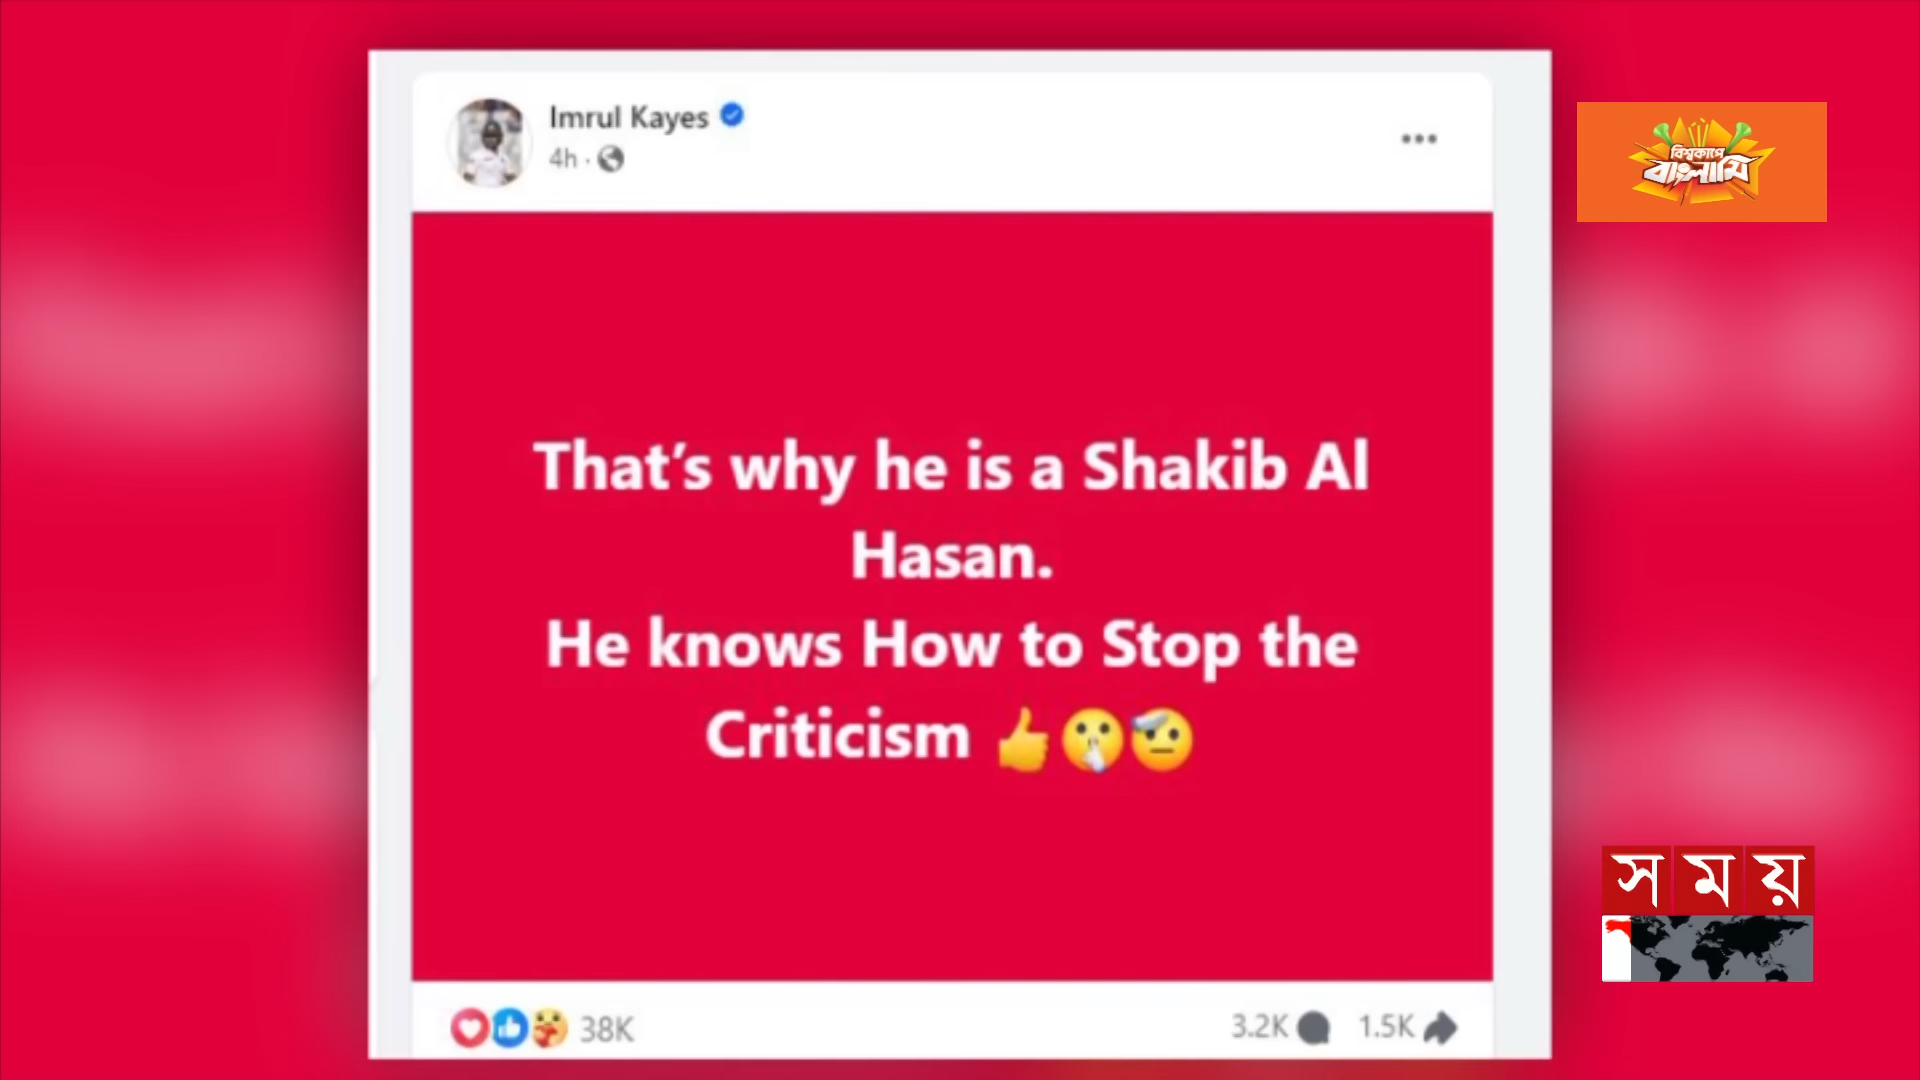 Imrul Kayes
4h ·
That's why he is a Shakib Al
Hasan.
He knows How to Stop the
Criticism 👍🤫🤕
38K
3.2K
1.5K
বিশ্বকাপে
বাংলামি
সময়